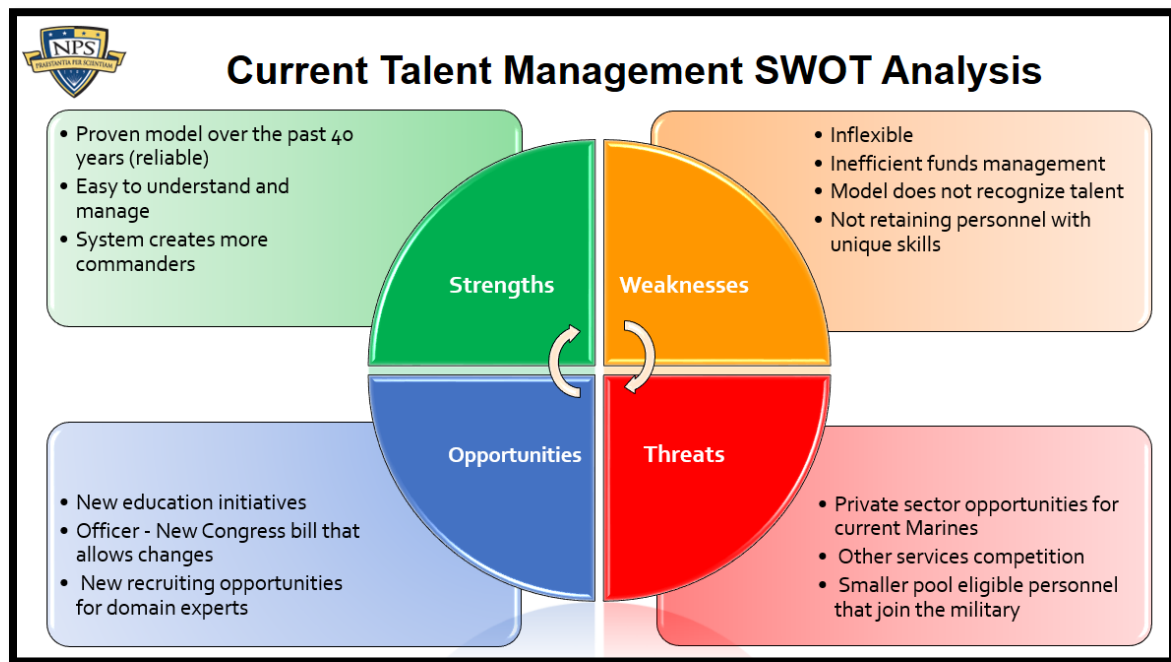 NPS
PRAESTANTIA PER SCIENTIAM
Current Talent Management SWOT Analysis
• Proven model over the past 40
years (reliable)
• Easy to understand and
manage
• System creates more
commanders
• Inflexible
• Inefficient funds management
• Model does not recognize talent
• Not retaining personnel with
unique skills
Strengths
Weaknesses
Opportunities
Threats
• New education initiatives
• Officer - New Congress bill that
allows changes
• New recruiting opportunities
for domain experts
• Private sector opportunities for
current Marines
• Other services competition
• Smaller pool eligible personnel
that join the military